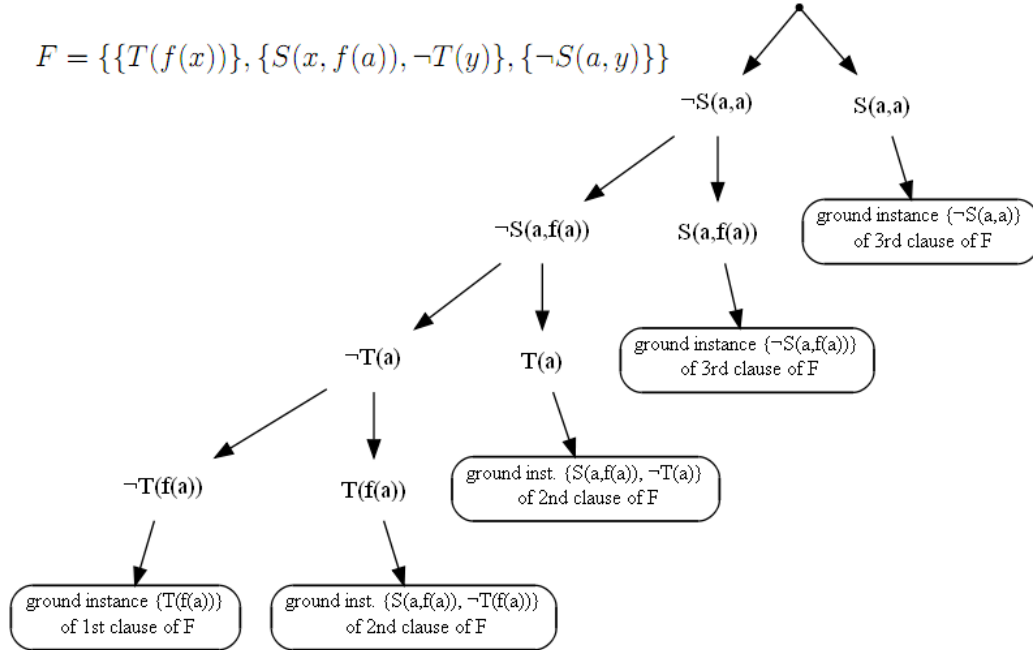 F = {{T(f(x))}, {S(x, f(a)), ¬T(y)}, {¬S(a, y)}}
¬S(a,a)
S(a,a)
ground instance {¬S(a,a)}
of 3rd clause of F
¬S(a,f(a))
S(a,f(a))
ground instance {¬S(a,f(a))}
of 3rd clause of F
¬T(a)
T(a)
ground inst. {S(a,f(a)), ¬T(a)}
of 2nd clause of F
¬T(f(a))
T(f(a))
ground instance {T(f(a))}
of 1st clause of F
ground inst. {S(a,f(a)), ¬T(f(a))}
of 2nd clause of F